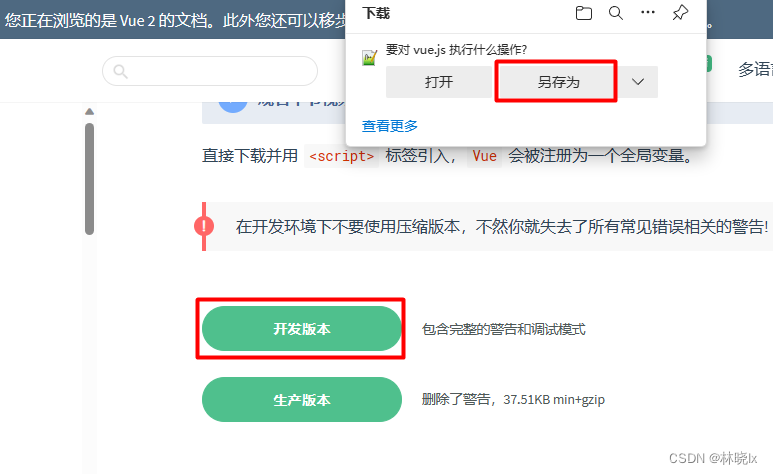 您正在浏览的是 Vue 2 的文档。此外您还可以移步
下载
要对 vue.js 执行什么操作?
打开
另存为
查看更多
多语言
直接下载并用 <script> 标签引入， Vue 会被注册为一个全局变量。
! 在开发环境下不要使用压缩版本，不然你就失去了所有常见错误相关的警告!
开发版本 包含完整的警告和调试模式
生产版本 删除了警告，37.51KB min+gzip
CSDN @林晓lx